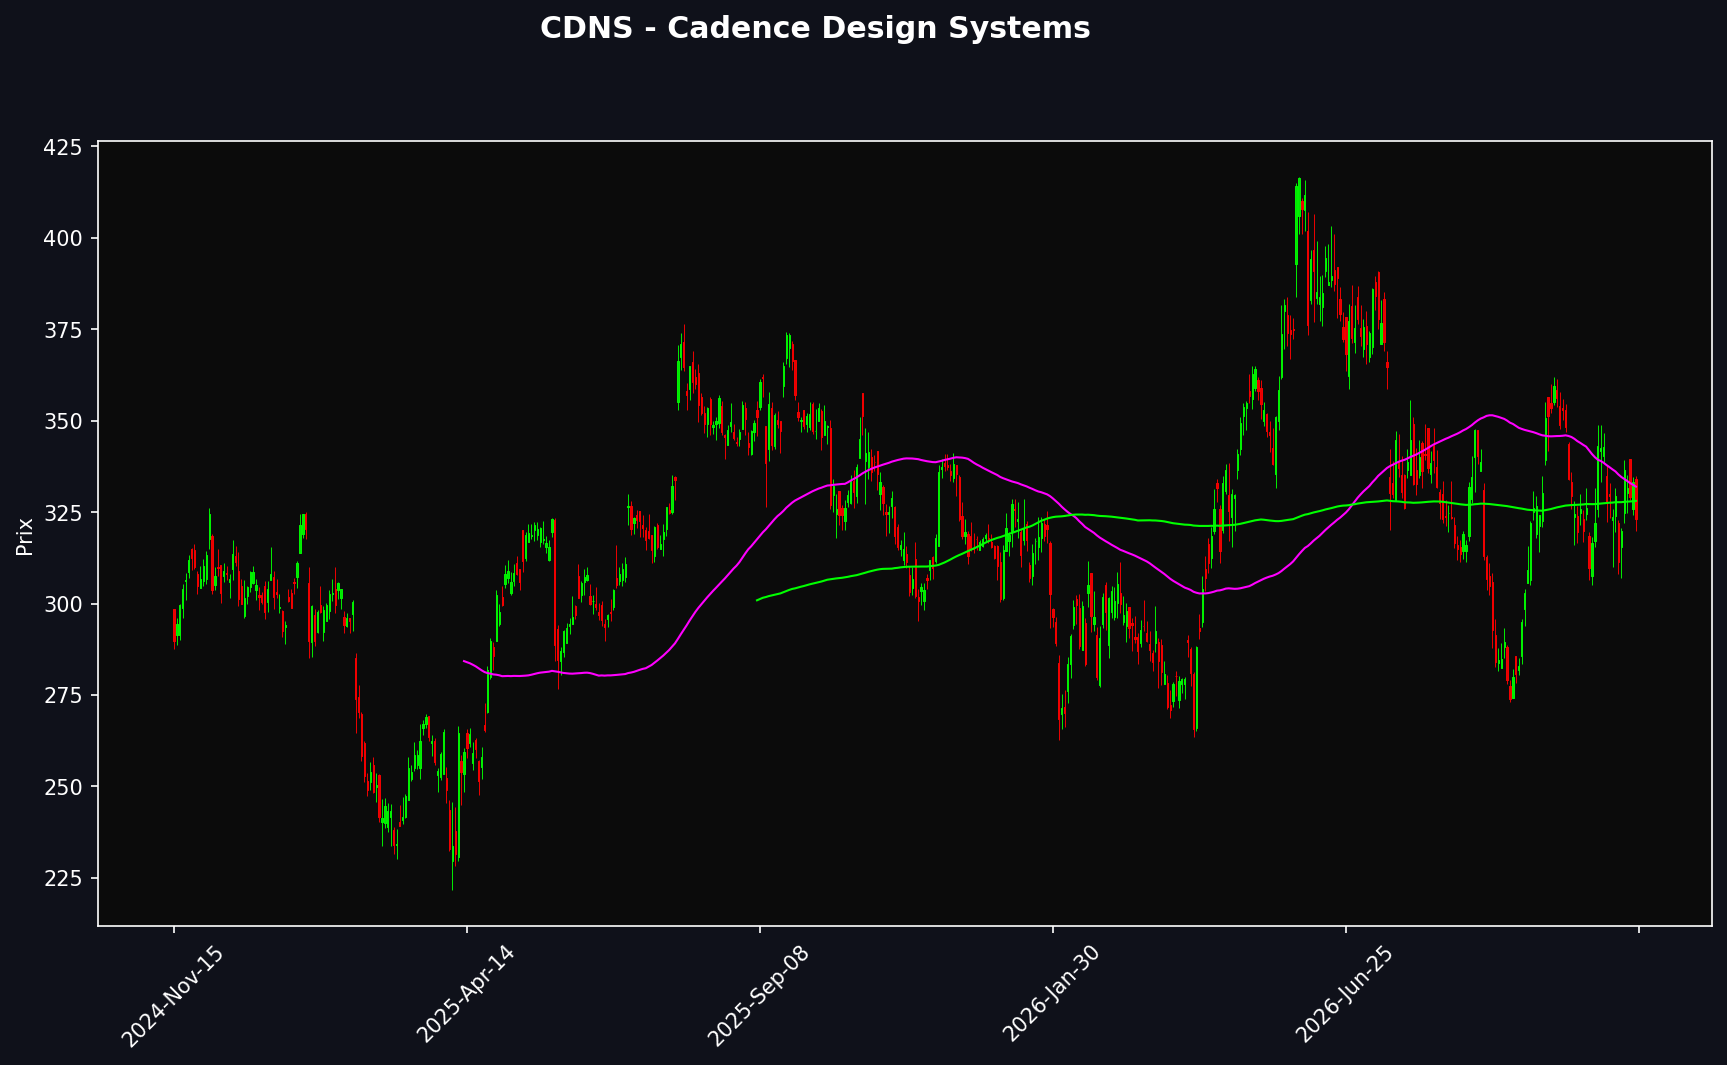 CDNS - Cadence Design Systems
425
400
375
350
325
300
275
250
225
Prix
2024-Nov-15
2025-Apr-14
2025-Sep-08
2026-Jan-30
2026-Jun-25